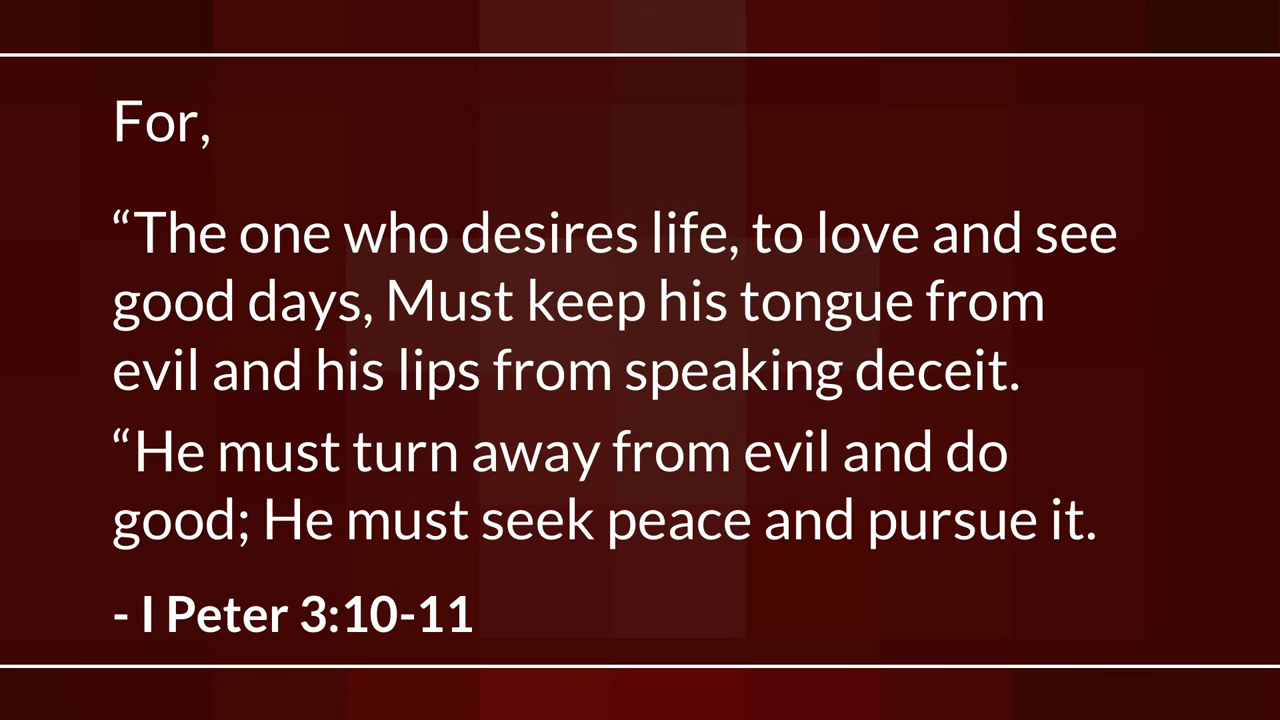 For,
“The one who desires life, to love and see
good days, Must keep his tongue from
evil and his lips from speaking deceit.
“He must turn away from evil and do
good; He must seek peace and pursue it.
- I Peter 3:10-11